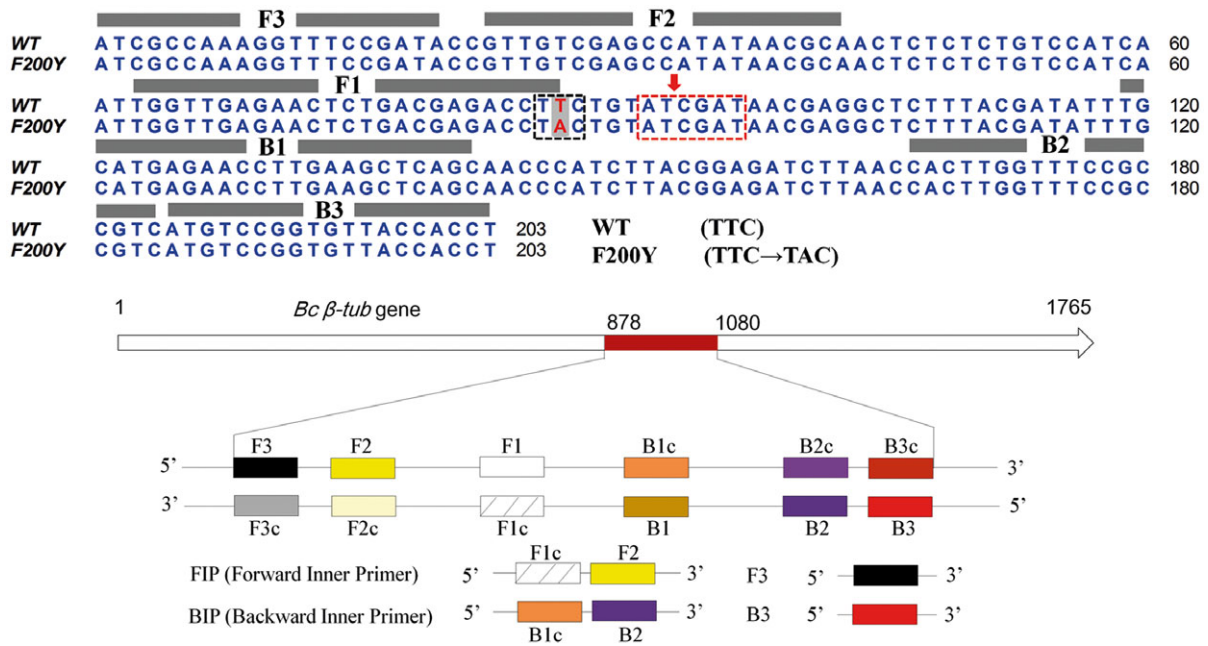 F3 F2
WT ATCGCCAAAGGTTTCCGATACCGTTGTCGAGCCATATAACGCAACTCTCTCTGTCCATCA 60
F200Y ATCGCCAAAGGTTTCCGATACCGTTGTCGAGCCATATAACGCAACTCTCTCTGTCCATCA 60
F1
WT ATTGGTTGAGAACTCTGACGAGACCTTCTGTATCGATAACGAGGCTCTTTACGATATTTG 120
F200Y ATTGGTTGAGAACTCTGACGAGACCTACTGTATCGATAACGAGGCTCTTTACGATATTTG 120
B1 B2
WT CATGAGAACCTTGAAGCTCAGCAACCCATCTTACGGAGATCTTAACCACTTGGTTTCCGC 180
F200Y CATGAGAACCTTGAAGCTCAGCAACCCATCTTACGGAGATCTTAACCACTTGGTTTCCGC 180
B3
WT CGTCATGTCCGGTGTTACCACCT 203 WT (TTC)
F200Y CGTCATGTCCGGTGTTACCACCT 203 F200Y (TTC→TAC)
1 Bc β-tub gene 878 1080 1765
F3 F2 F1 B1c B2c B3c
5’ 3’
3’ 5’
F3c F2c F1c B1 B2 B3
F1c F2
FIP (Forward Inner Primer) 5’ 3’ F3 5’ 3’
BIP (Backward Inner Primer) 5’ 3’ B3 5’ 3’
B1c B2